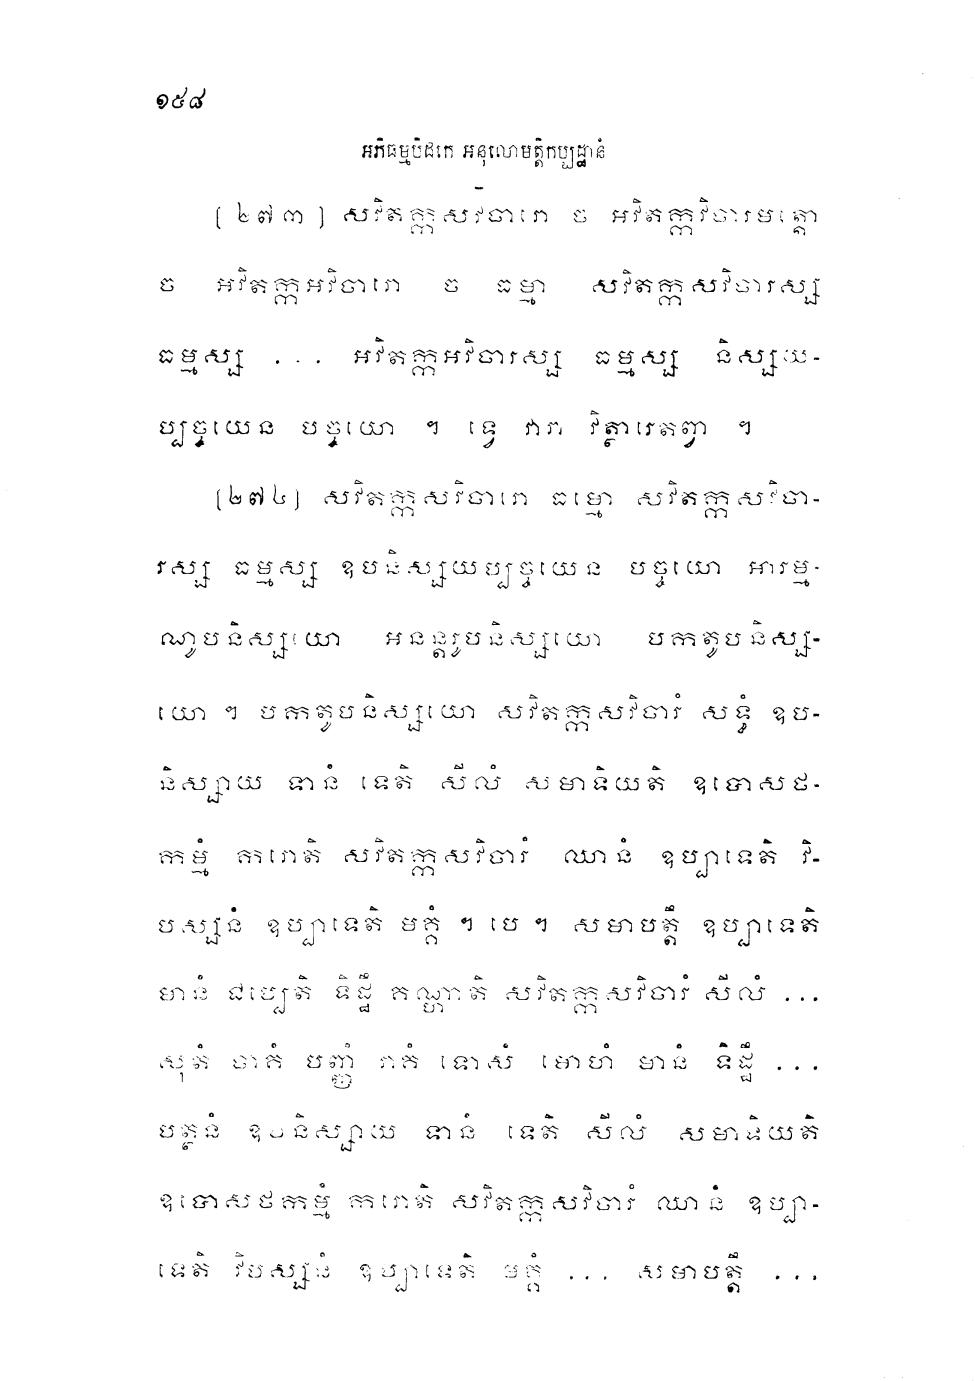 ១៥៨
អភិធម្មបិដកេ អនុលោមត្តិកប្បដ្ឋានំ
[២៧៣] សវិតក្កសវិចារោ ច អវិតក្កវិចារមត្តោ
ច អវិតក្កអវិចារោ ច ធម្មា សវិតក្កសវិចារស្ស
ធម្មស្ស ... អវិតក្កអវិចារស្ស ធម្មស្ស និស្សយ-
ប្បច្ចយេន បច្ចយោ ។ ទ្វេ វារា វិត្ថារេតព្វា ។
[២៧៤] សវិតក្កសវិចារោ ធម្មោ សវិតក្កសវិចា-
រស្ស ធម្មស្ស ឧបនិស្សយប្បច្ចយេន បច្ចយោ អារម្ម-
ណូបនិស្សយោ អនន្តរូបនិស្សយោ បកតូបនិស្ស-
យោ ។ បកតូបនិស្សយោ សវិតក្កសវិចារំ សទ្ធំ ឧប-
និស្សាយ ទានំ ទេតិ សីលំ សមាទិយតិ ឧបោសថ-
កម្មំ ករោតិ សវិតក្កសវិចារំ ឈានំ ឧប្បាទេតិ វិ-
បស្សនំ ឧប្បាទេតិ មគ្គំ ។ បេ ។ សមាបត្តឹ ឧប្បាទេតិ
មានំ ជប្បេតិ ទិដ្ឋឹ គណ្ហាតិ សវិតក្កសវិចារំ សីលំ ...
សុតំ ចាគំ បញ្ញំ រាគំ ទោសំ មោហំ មានំ ទិដ្ឋឹ ...
បត្ថនំ ឧបនិស្សាយ ទានំ ទេតិ សីលំ សមាទិយតិ
ឧបោសថកម្មំ ករោតិ សវិតក្កសវិចារំ ឈានំ ឧប្បា-
ទេតិ វិបស្សនំ ឧប្បាទេតិ មគ្គំ ... សមាបត្តឹ ...